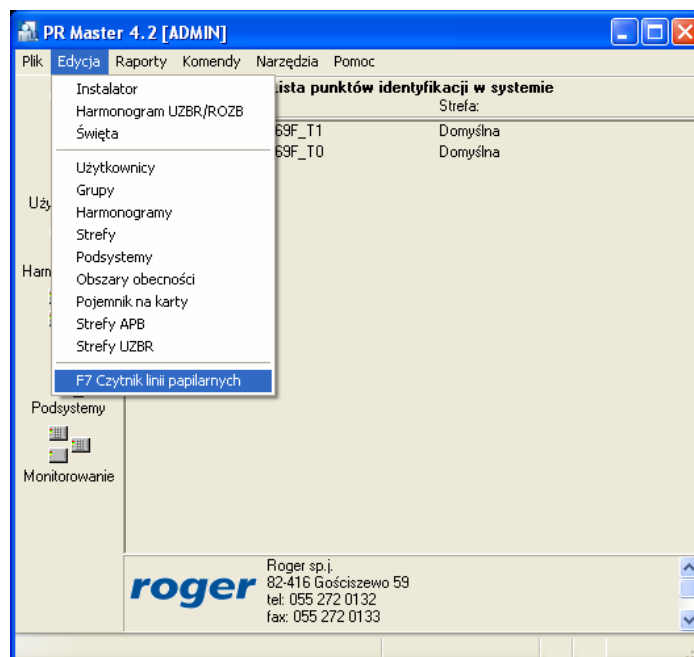 PR Master 4.2 [ADMIN]
Plik Edycja Raporty Komendy Narzędzia Pomoc
Instalator
Harmonogram UZBR/ROZB
Święta
Użytkownicy
Grupy
Harmonogramy
Strefy
Podsystemy
Obszary obecności
Pojemnik na karty
Strefy APB
Strefy UZBR
F7 Czytnik linii papilarnych
Lista punktów identyfikacji w systemie
Strefa:
69F_T1 Domyślna
69F_T0 Domyślna
Podsystemy
Monitorowanie
roger
Roger sp.j.
82-416 Gościszewo 59
tel: 055 272 0132
fax: 055 272 0133